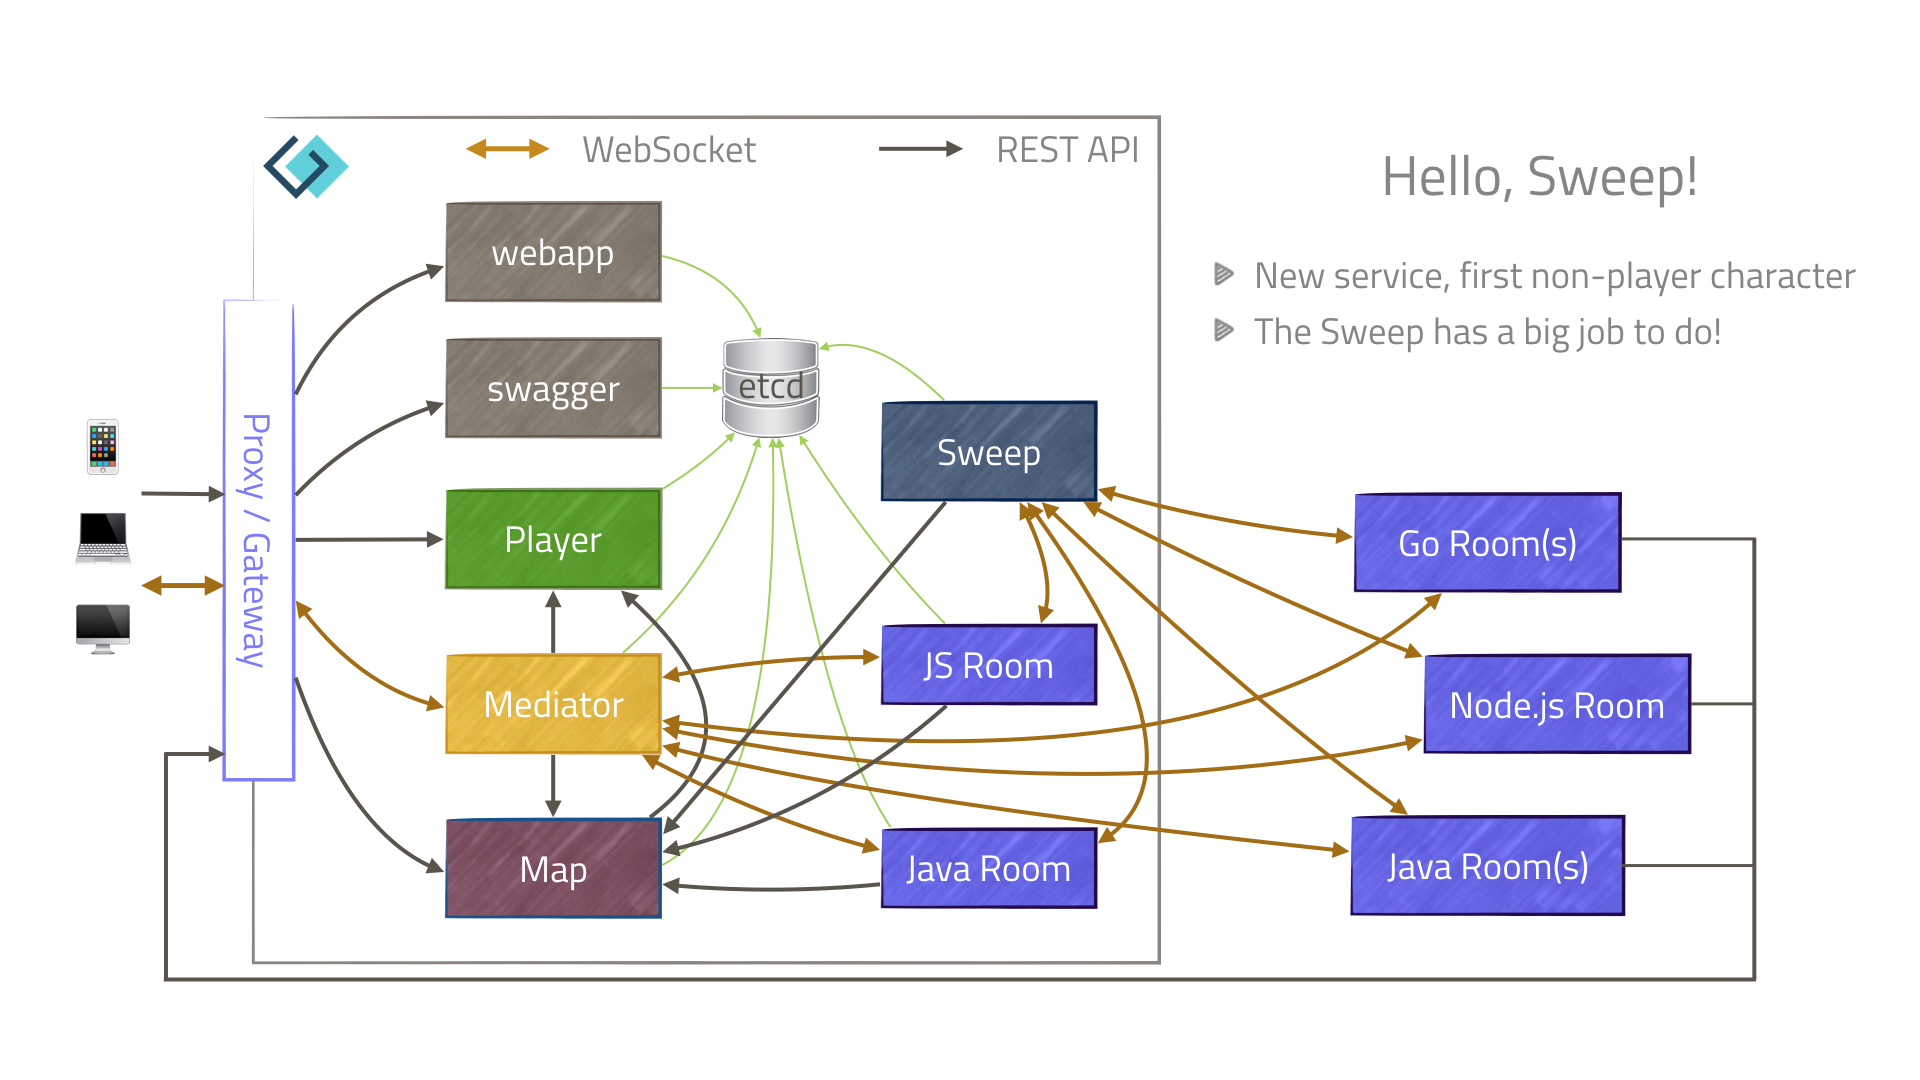 WebSocket
REST API
Hello, Sweep!
New service, first non-player character
The Sweep has a big job to do!
webapp
swagger
etcd
Proxy / Gateway
Sweep
Player
Go Room(s)
JS Room
Mediator
Node.js Room
Map
Java Room
Java Room(s)